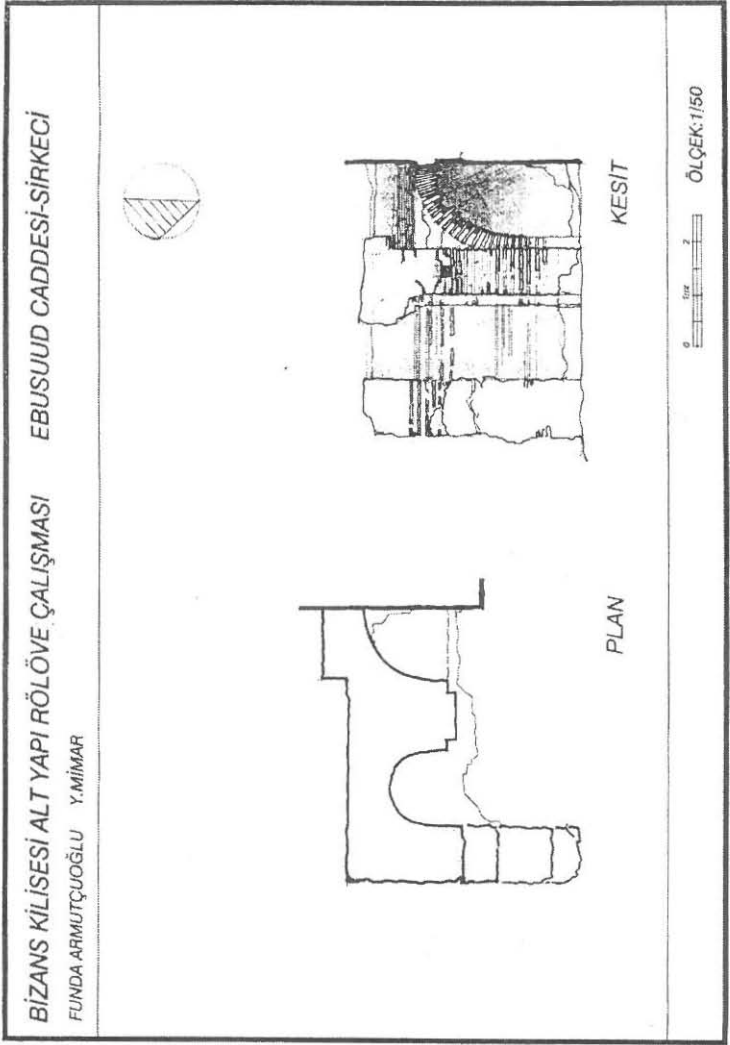 BİZANS KİLİSESİ ALT YAPI RÖLÖVE ÇALIŞMASI EBUSUUD CADDESİ-SİRKECİ
FUNDA ARMUTÇUOĞLU Y.MİMAR
PLAN
KESİT
0 1mt 2
ÖLÇEK:1/50